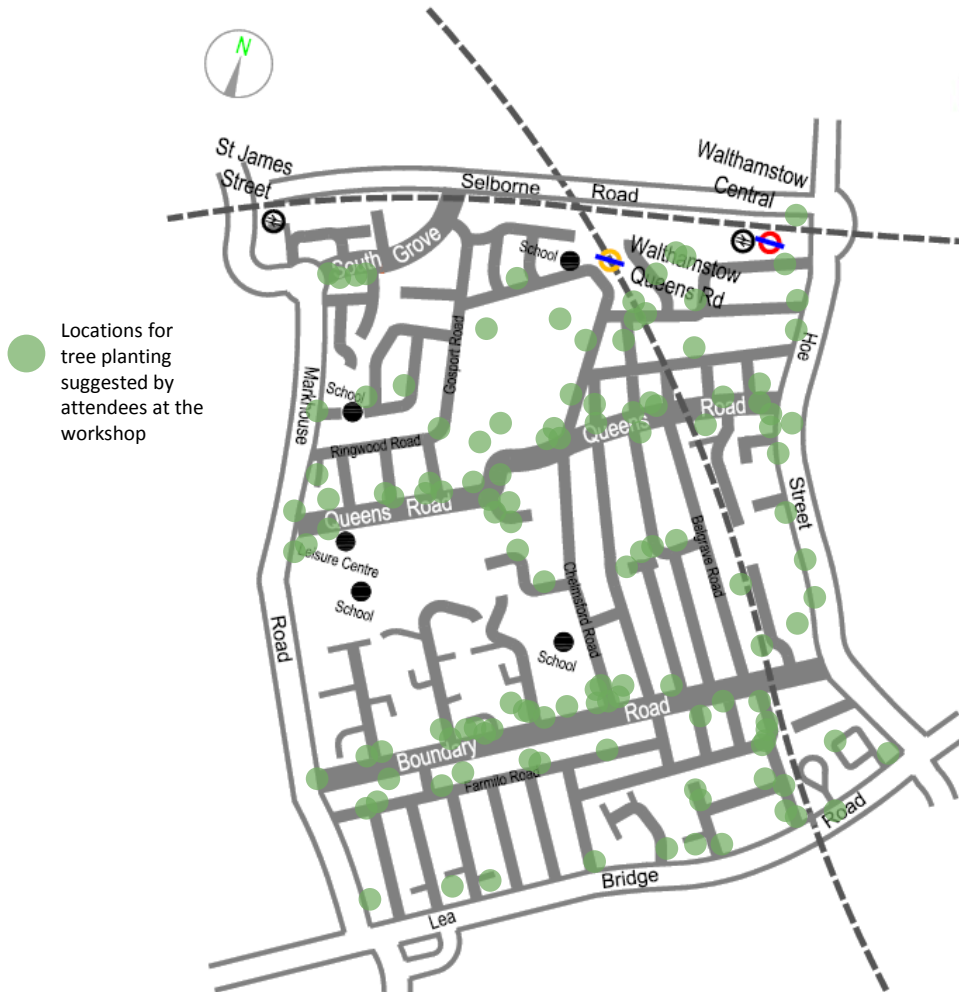 N
St James
Street
Selborne Road
Walthamstow
Central
South Grove
School
Walthamstow
Queens Rd
Locations for
tree planting
suggested by
attendees at the
workshop
Gosport Road
Hoe
Street
Markhouse
Road
School
Ringwood Road
Queens Road
Queens Road
Leisure Centre
School
Belgrave Road
Chelmsford Road
School
Boundary Road
Farmilo Road
Lea Bridge Road